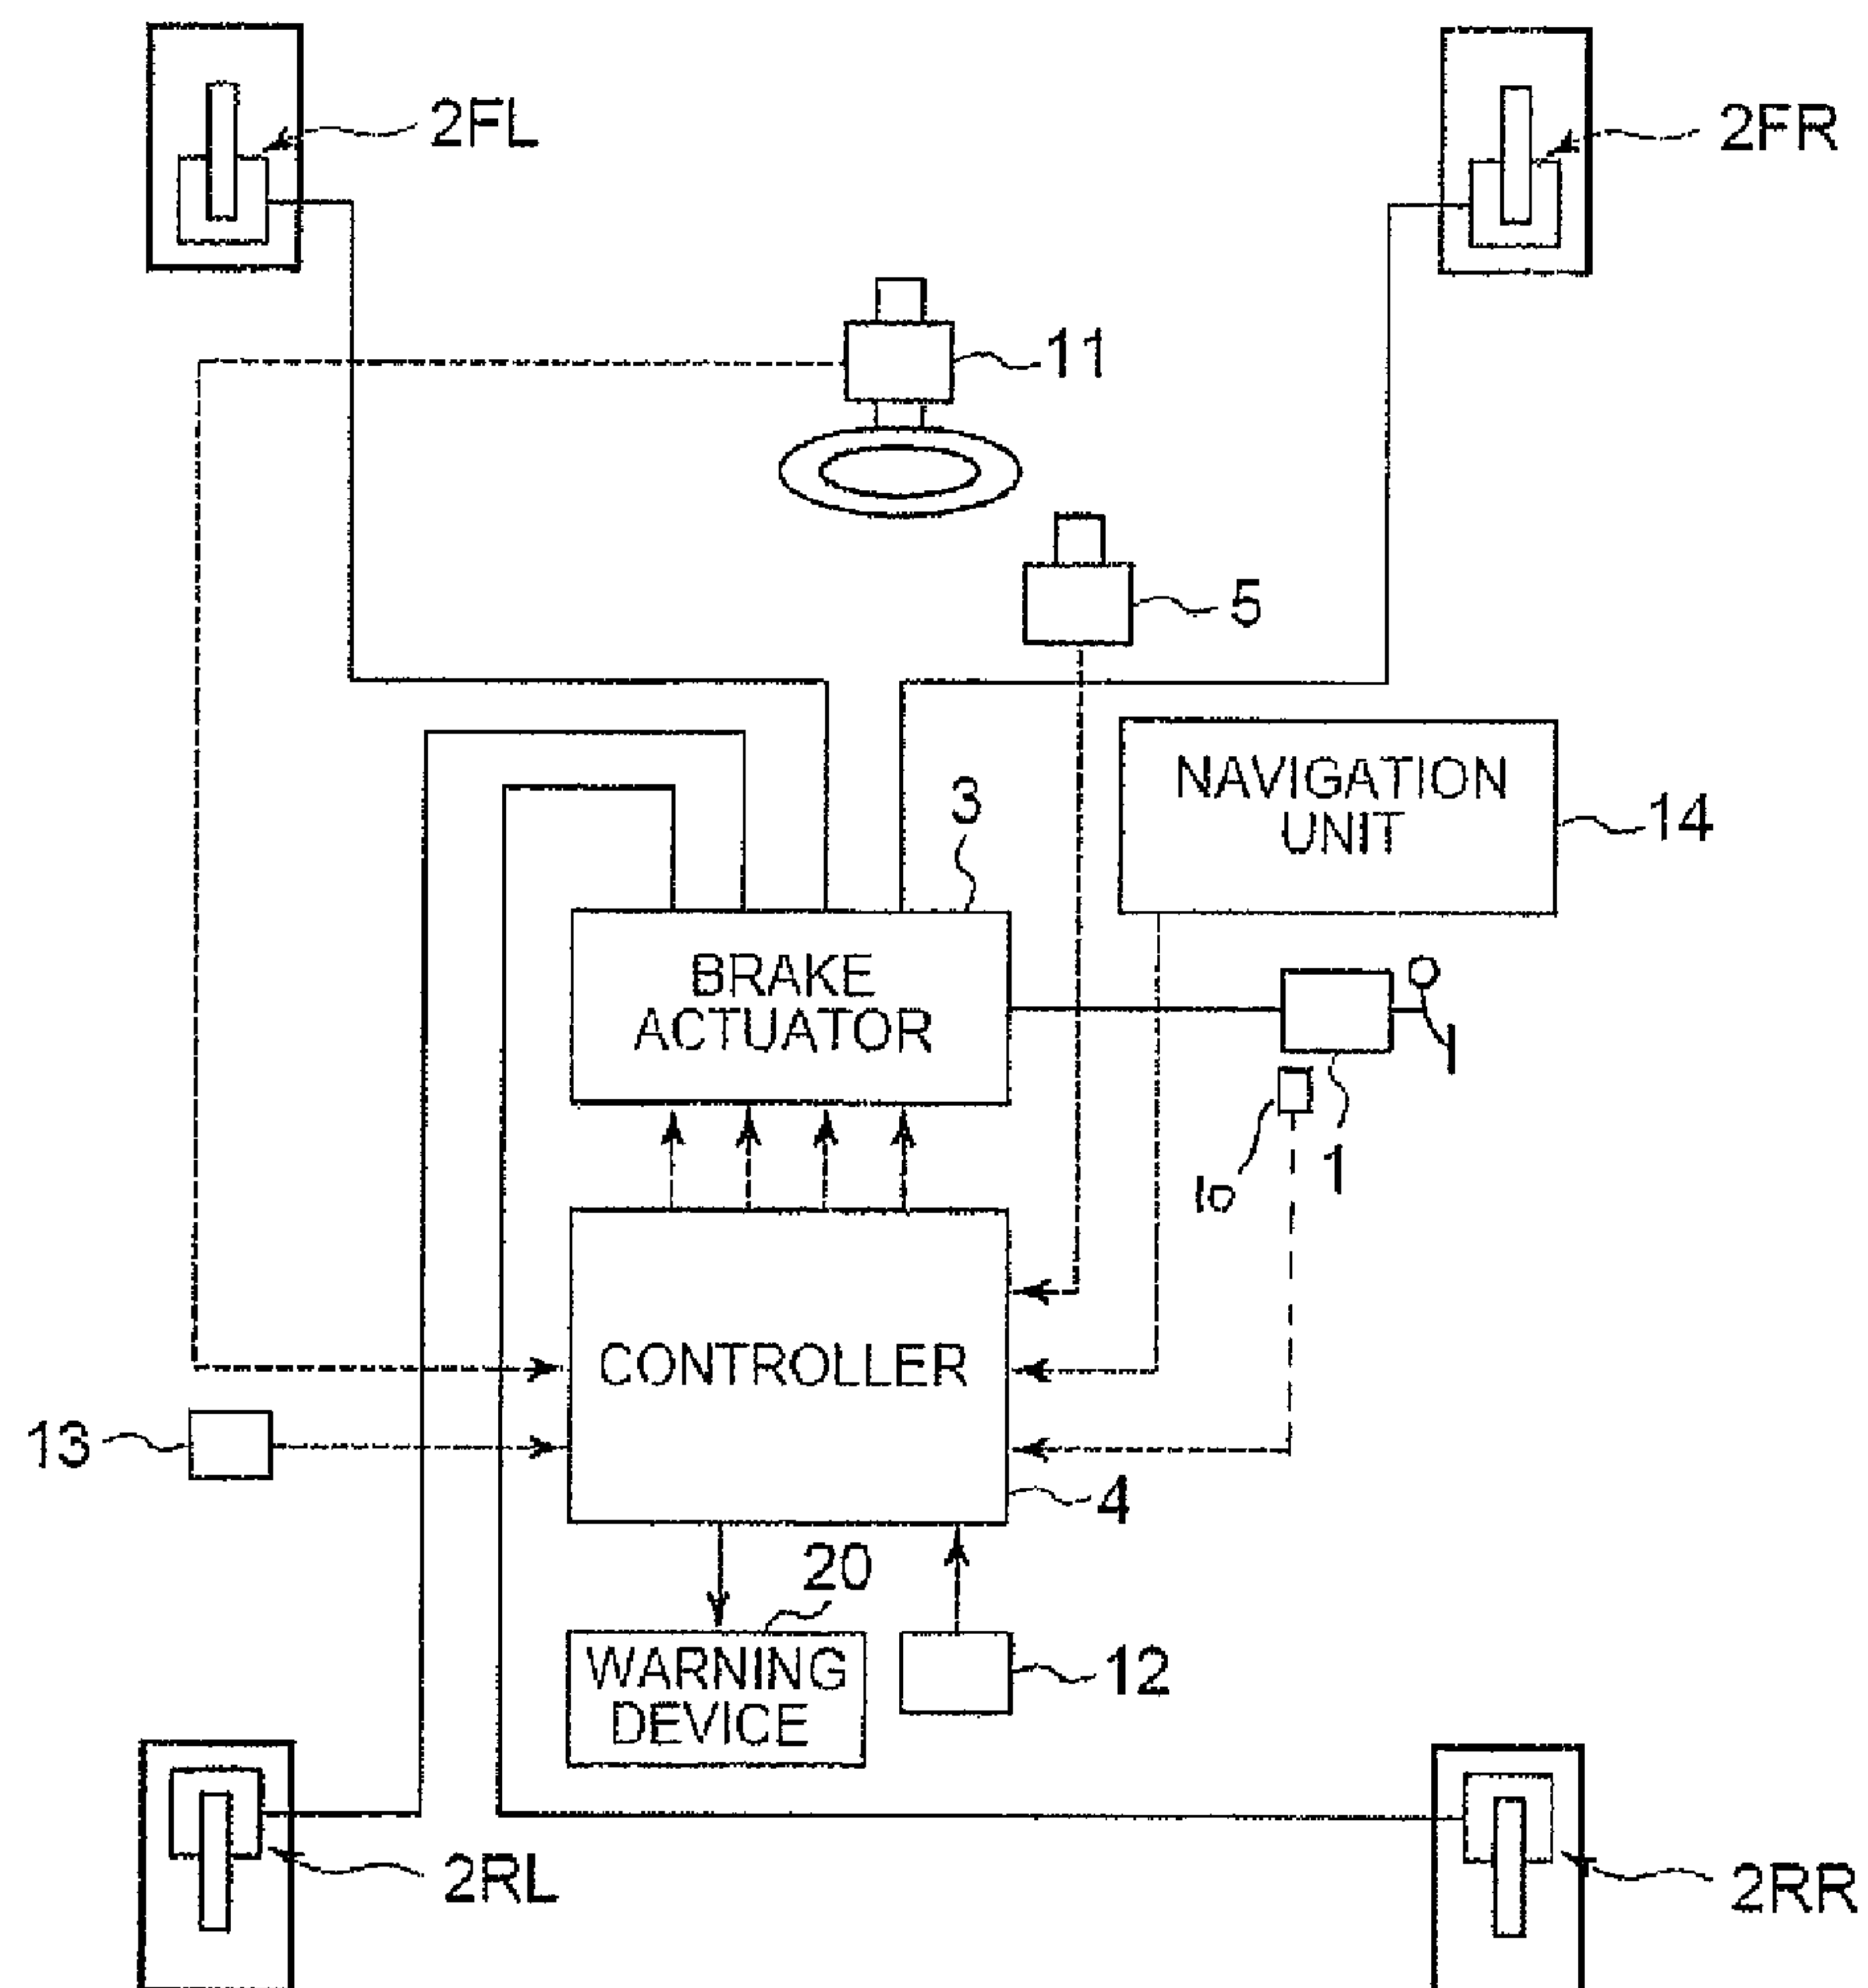 2FL
2FR
11
5
NAVIGATION
UNIT
14
3
BRAKE
ACTUATOR
1
CONTROLLER
13
4
20
WARNING
DEVICE
12
2RL
2RR